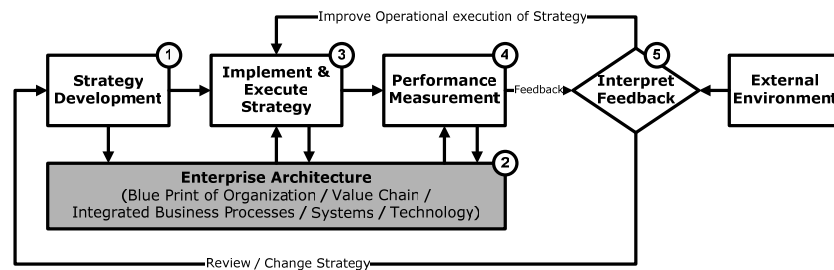 Improve Operational execution of Strategy
1
3
4
5
Strategy
Development
Implement &
Execute
Strategy
Performance
Measurement
Feedback
Interpret
Feedback
External
Environment
2
Enterprise Architecture
(Blue Print of Organization / Value Chain /
Integrated Business Processes / Systems / Technology)
Review / Change Strategy